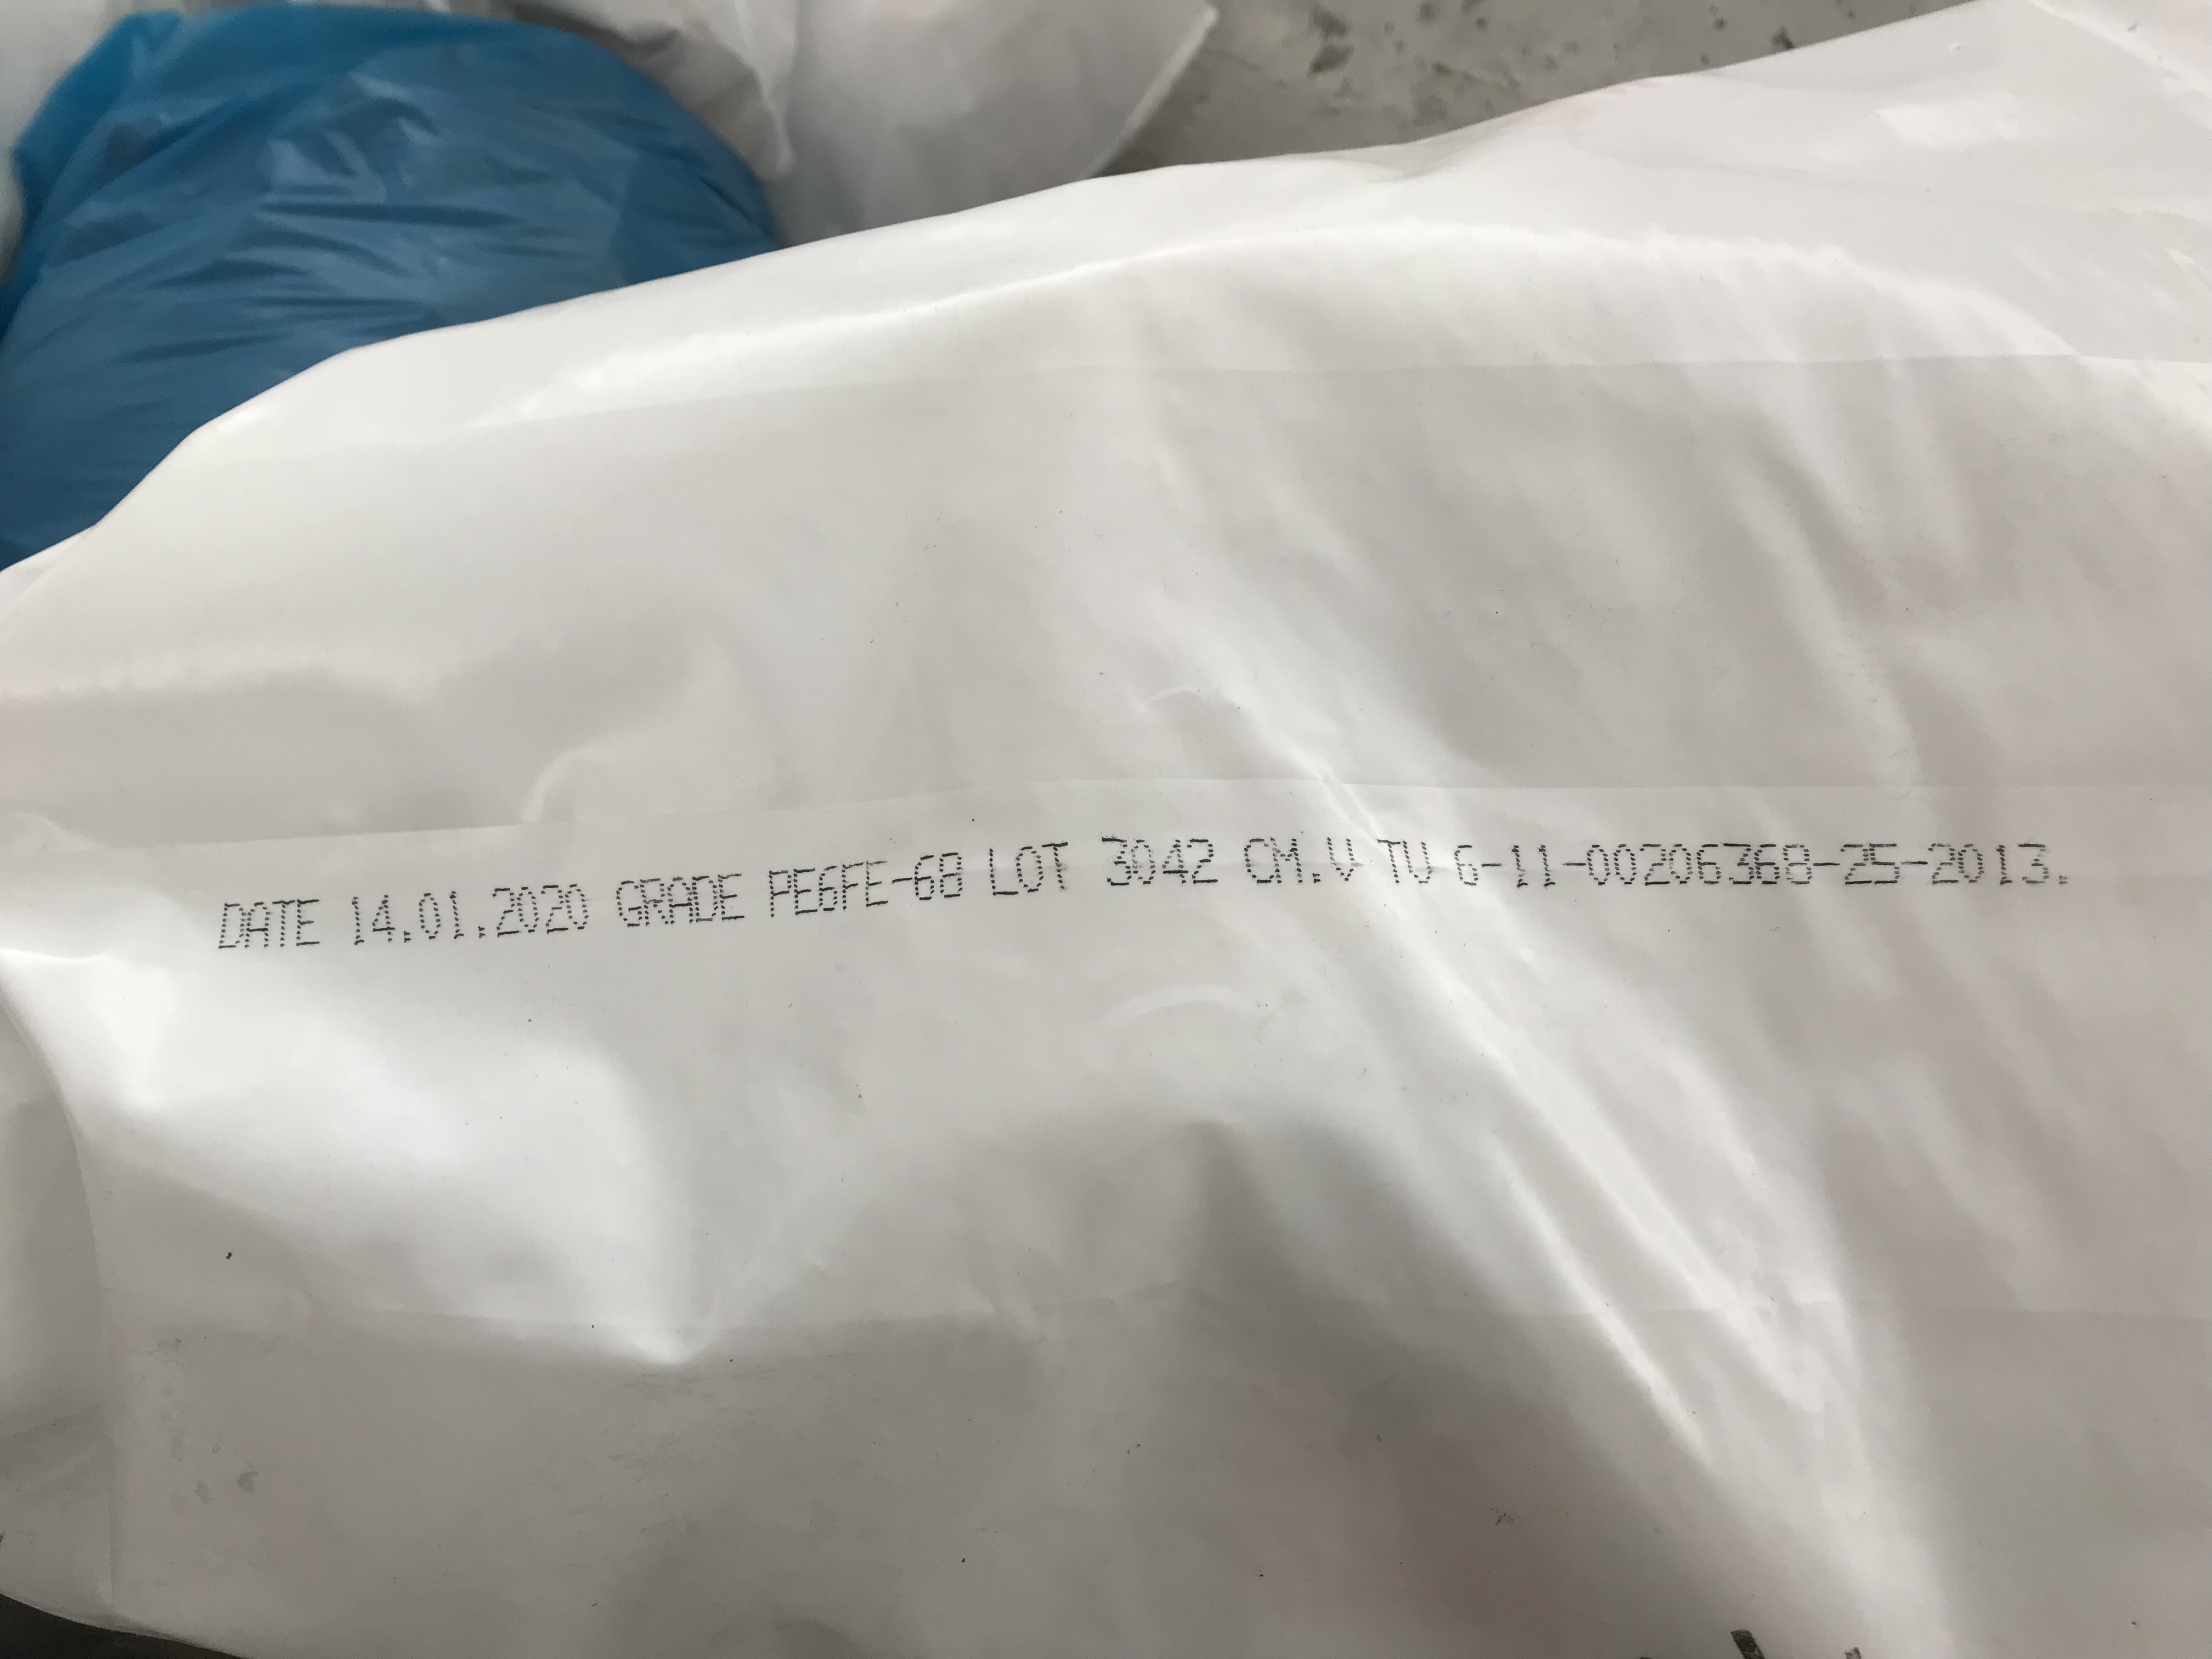 DATE 14.01.2020 GRADE PE6FE-68 LOT 3042 CM.V TU 6-11-00206368-25-2013.